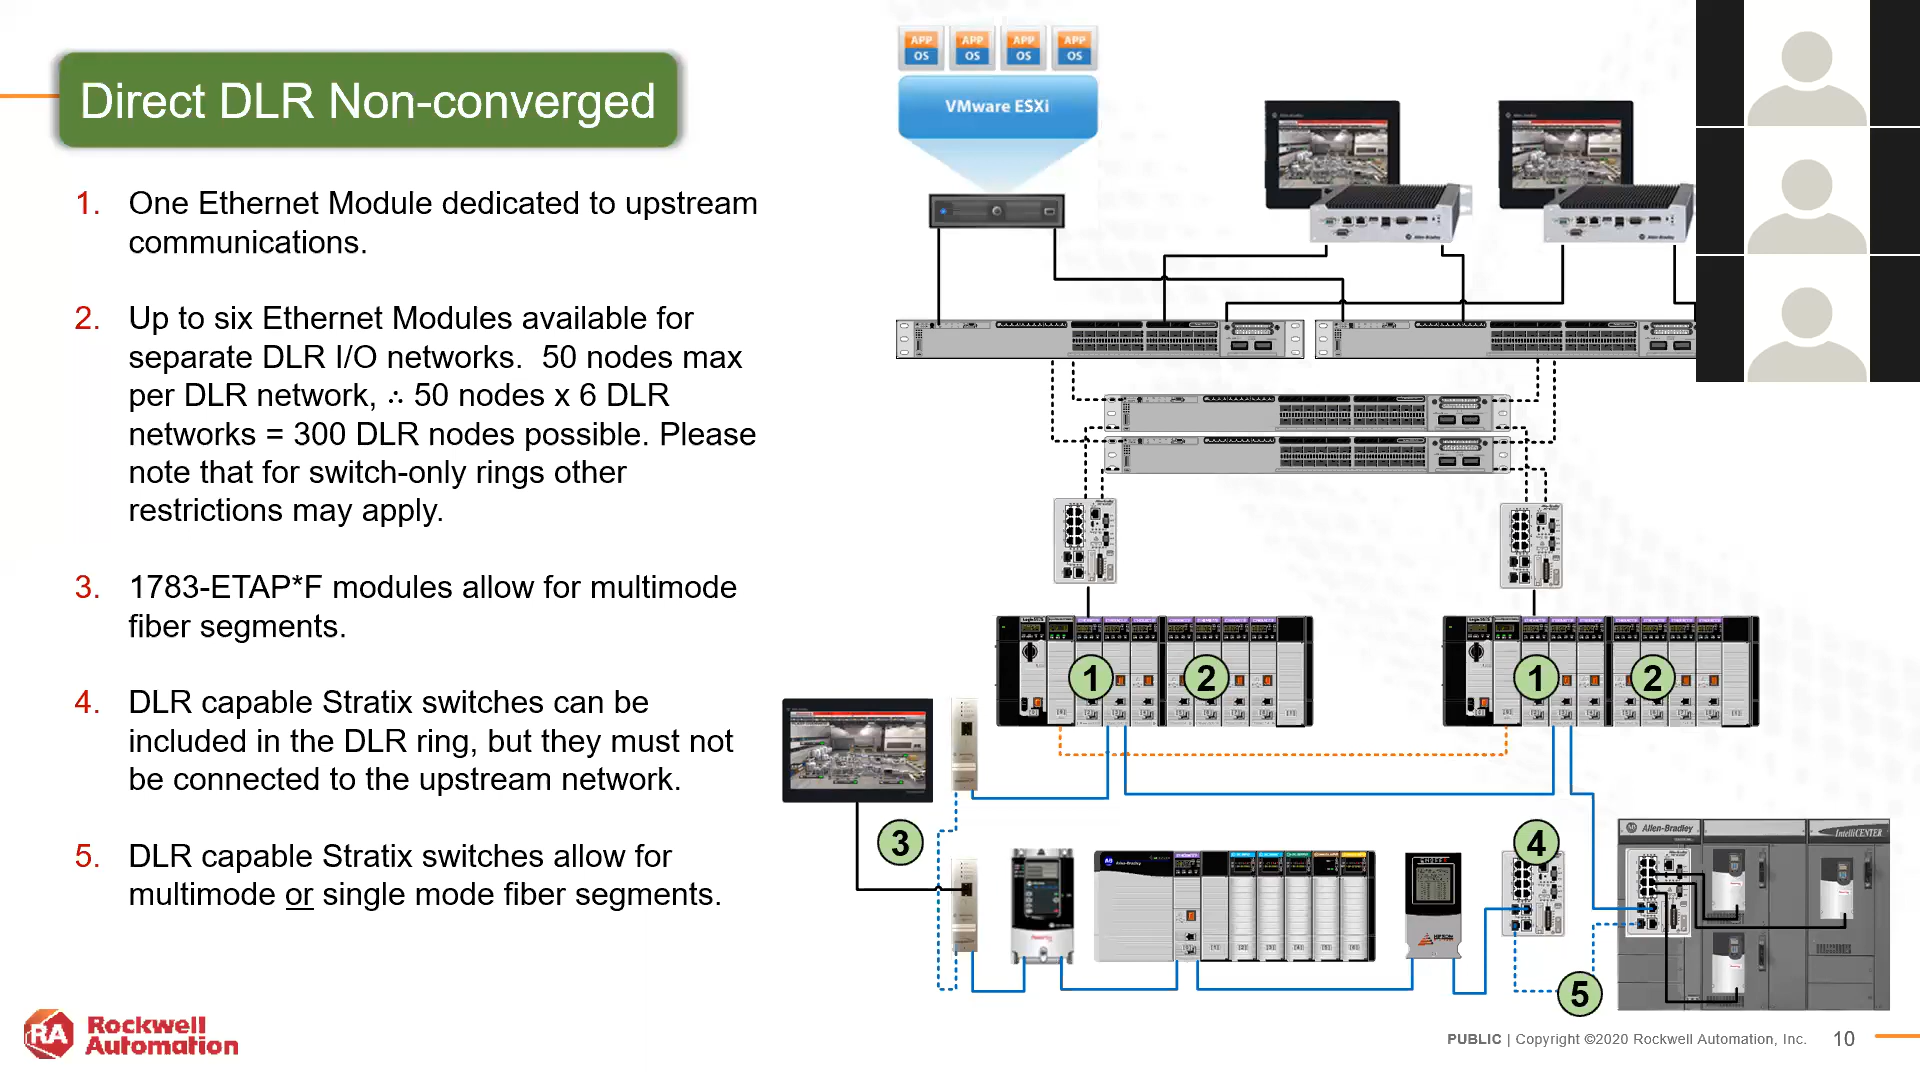 Direct DLR Non-converged
1. One Ethernet Module dedicated to upstream
communications.
2. Up to six Ethernet Modules available for
separate DLR I/O networks.  50 nodes max
per DLR network, ∴ 50 nodes x 6 DLR
networks = 300 DLR nodes possible. Please
note that for switch-only rings other
restrictions may apply.
3. 1783-ETAP*F modules allow for multimode
fiber segments.
4. DLR capable Stratix switches can be
included in the DLR ring, but they must not
be connected to the upstream network.
5. DLR capable Stratix switches allow for
multimode or single mode fiber segments.
APP APP APP APP
OS OS OS OS
VMware ESXi
Allen-Bradley
Allen-Bradley
1 2 1 2
3
4
Allen-Bradley
IntelliCENTER
5
RA Rockwell
Automation
PUBLIC | Copyright ©2020 Rockwell Automation, Inc. 10